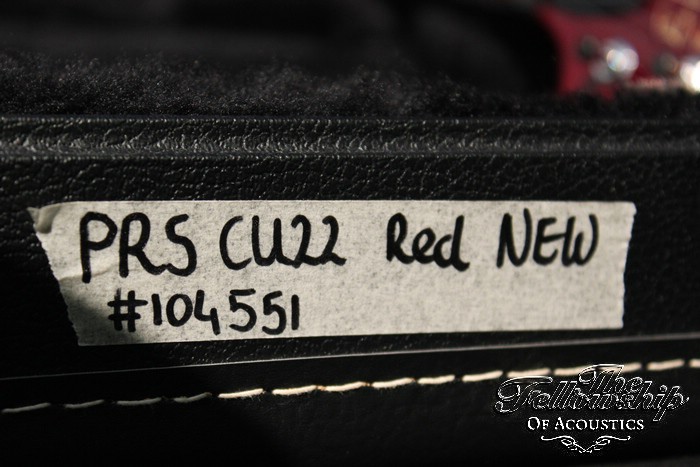 PRS CU22 Red NEW
#104551
The
Fellowship
OF ACOUSTICS